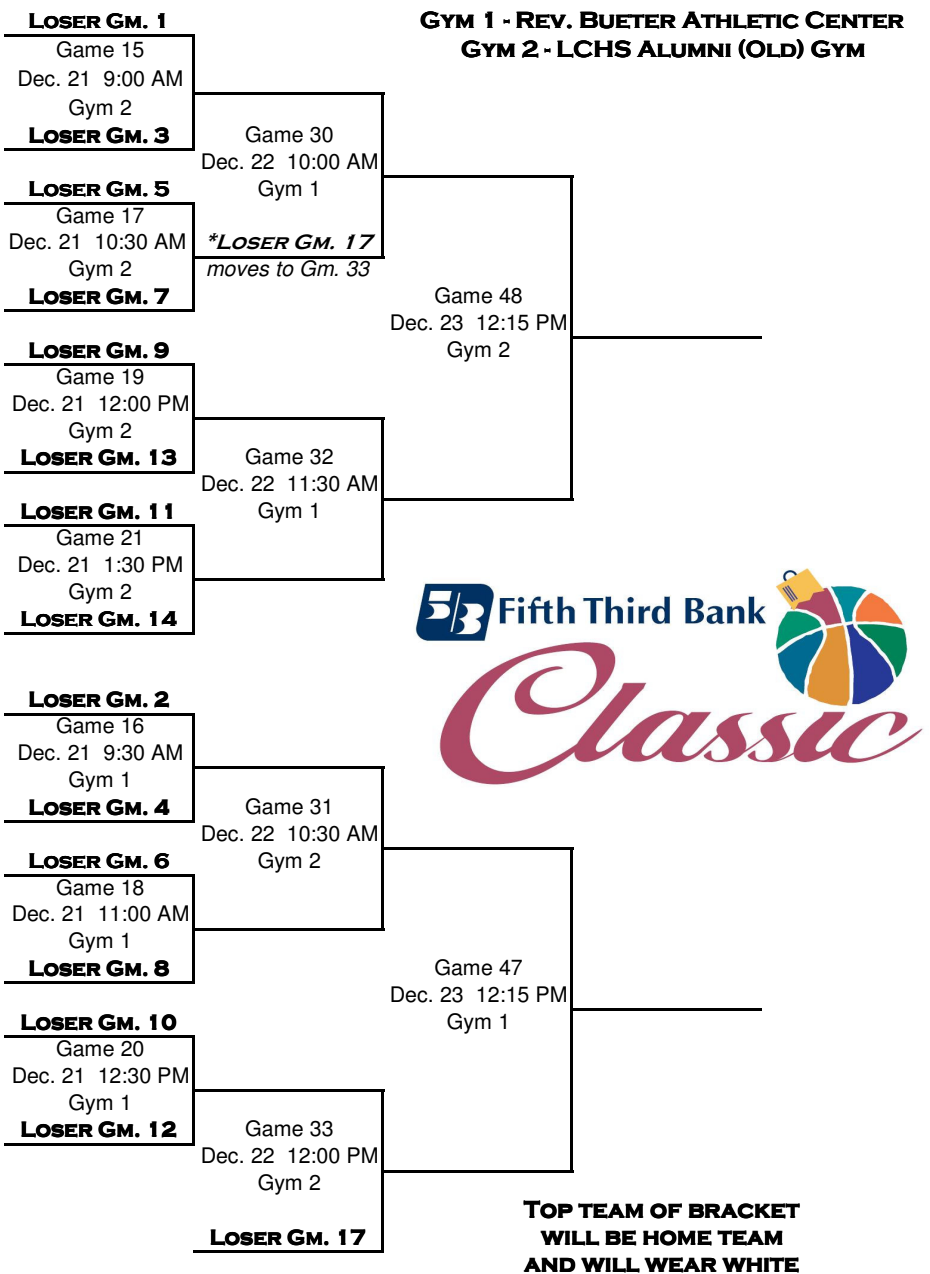 LOSER GM. 1
GYM 1 - REV. BUETER ATHLETIC CENTER
GYM 2 - LCHS ALUMNI (OLD) GYM
Game 15
Dec. 21 9:00 AM
Gym 2
LOSER GM. 3
Game 30
Dec. 22 10:00 AM
Gym 1
LOSER GM. 5
Game 17
Dec. 21 10:30 AM
Gym 2
LOSER GM. 7
*LOSER GM. 17
moves to Gm. 33
Game 48
Dec. 23 12:15 PM
Gym 2
LOSER GM. 9
Game 19
Dec. 21 12:00 PM
Gym 2
LOSER GM. 13
Game 32
Dec. 22 11:30 AM
Gym 1
LOSER GM. 11
Game 21
Dec. 21 1:30 PM
Gym 2
LOSER GM. 14
5/3 Fifth Third Bank
Classic
LOSER GM. 2
Game 16
Dec. 21 9:30 AM
Gym 1
LOSER GM. 4
Game 31
Dec. 22 10:30 AM
Gym 2
LOSER GM. 6
Game 18
Dec. 21 11:00 AM
Gym 1
LOSER GM. 8
Game 47
Dec. 23 12:15 PM
Gym 1
LOSER GM. 10
Game 20
Dec. 21 12:30 PM
Gym 1
LOSER GM. 12
Game 33
Dec. 22 12:00 PM
Gym 2
LOSER GM. 17
TOP TEAM OF BRACKET
WILL BE HOME TEAM
AND WILL WEAR WHITE